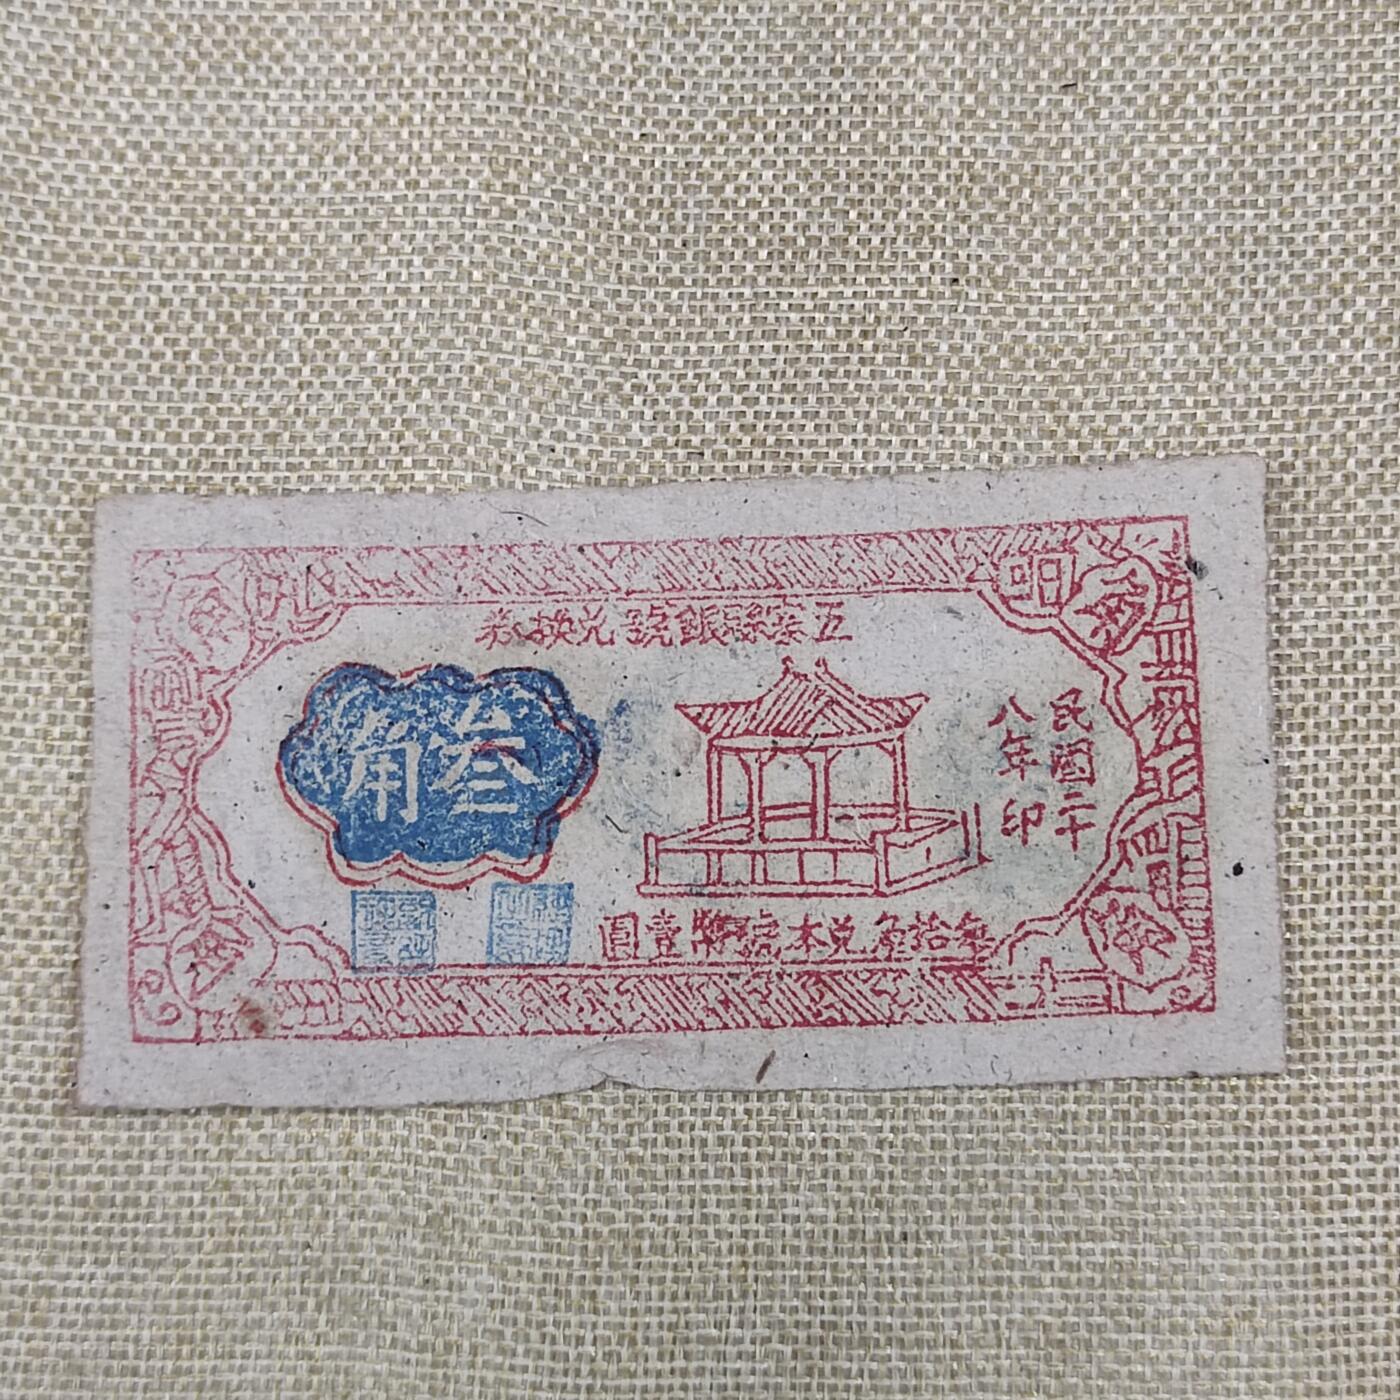 五寨縣銀號兌換券
叁角
民國二十
八年印
每拾角兌本號幣壹圓